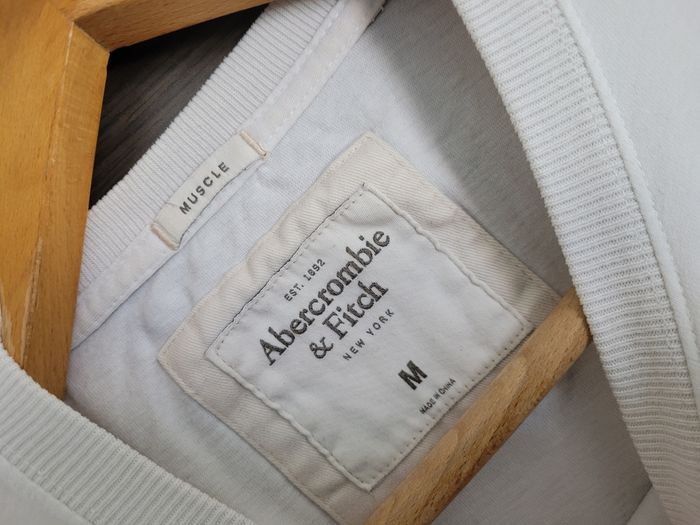 MUSCLE
EST. 1892
Abercrombie
& Fitch
NEW YORK
M
MADE IN CHINA